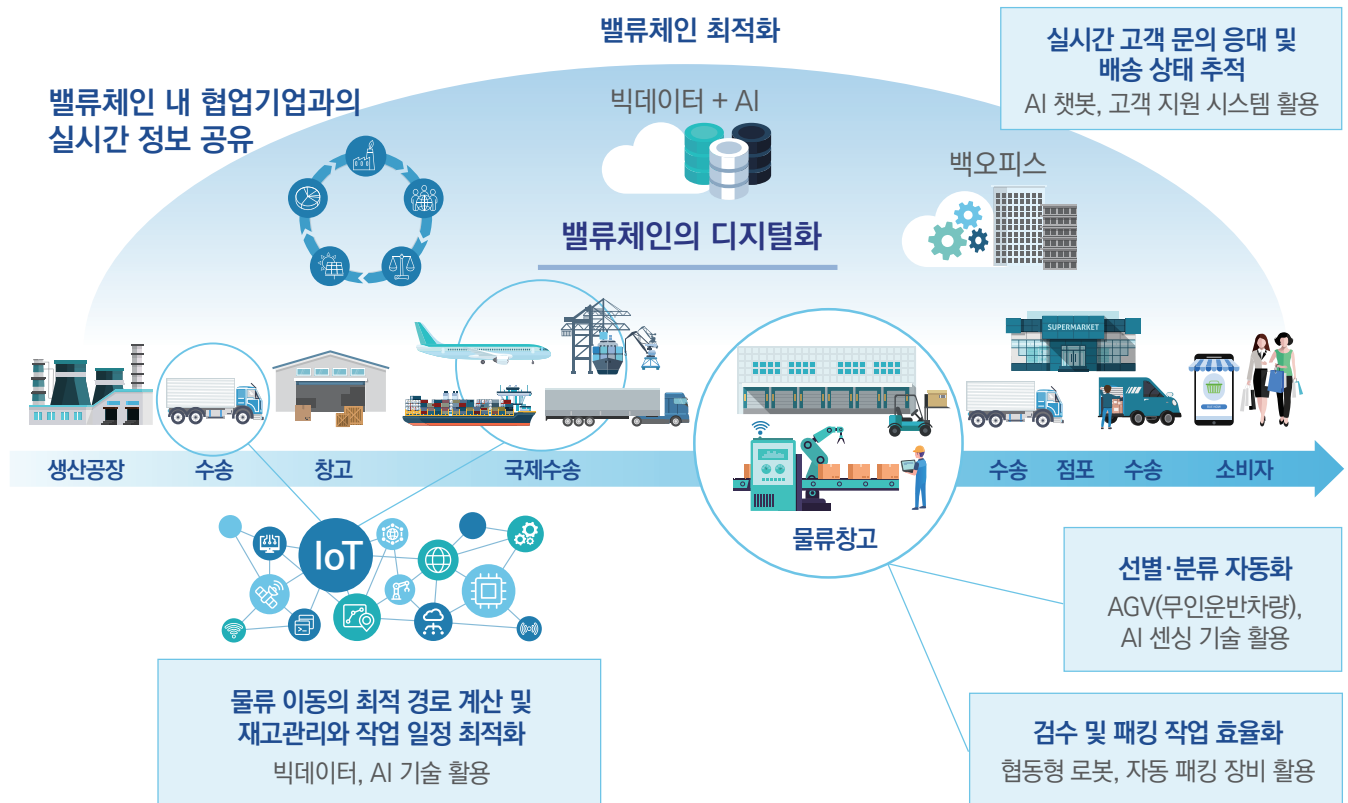 밸류체인 최적화
실시간 고객 문의 응대 및
배송 상태 추적
AI 챗봇, 고객 지원 시스템 활용
밸류체인 내 협업기업과의
실시간 정보 공유
빅데이터 + AI
백오피스
밸류체인의 디지털화
SUPERMARKET
생산공장
수송
창고
국제수송
물류창고
수송
점포
수송
소비자
IoT
선별·분류 자동화
AGV(무인운반차량),
AI 센싱 기술 활용
물류 이동의 최적 경로 계산 및
재고관리와 작업 일정 최적화
빅데이터, AI 기술 활용
검수 및 패킹 작업 효율화
협동형 로봇, 자동 패킹 장비 활용